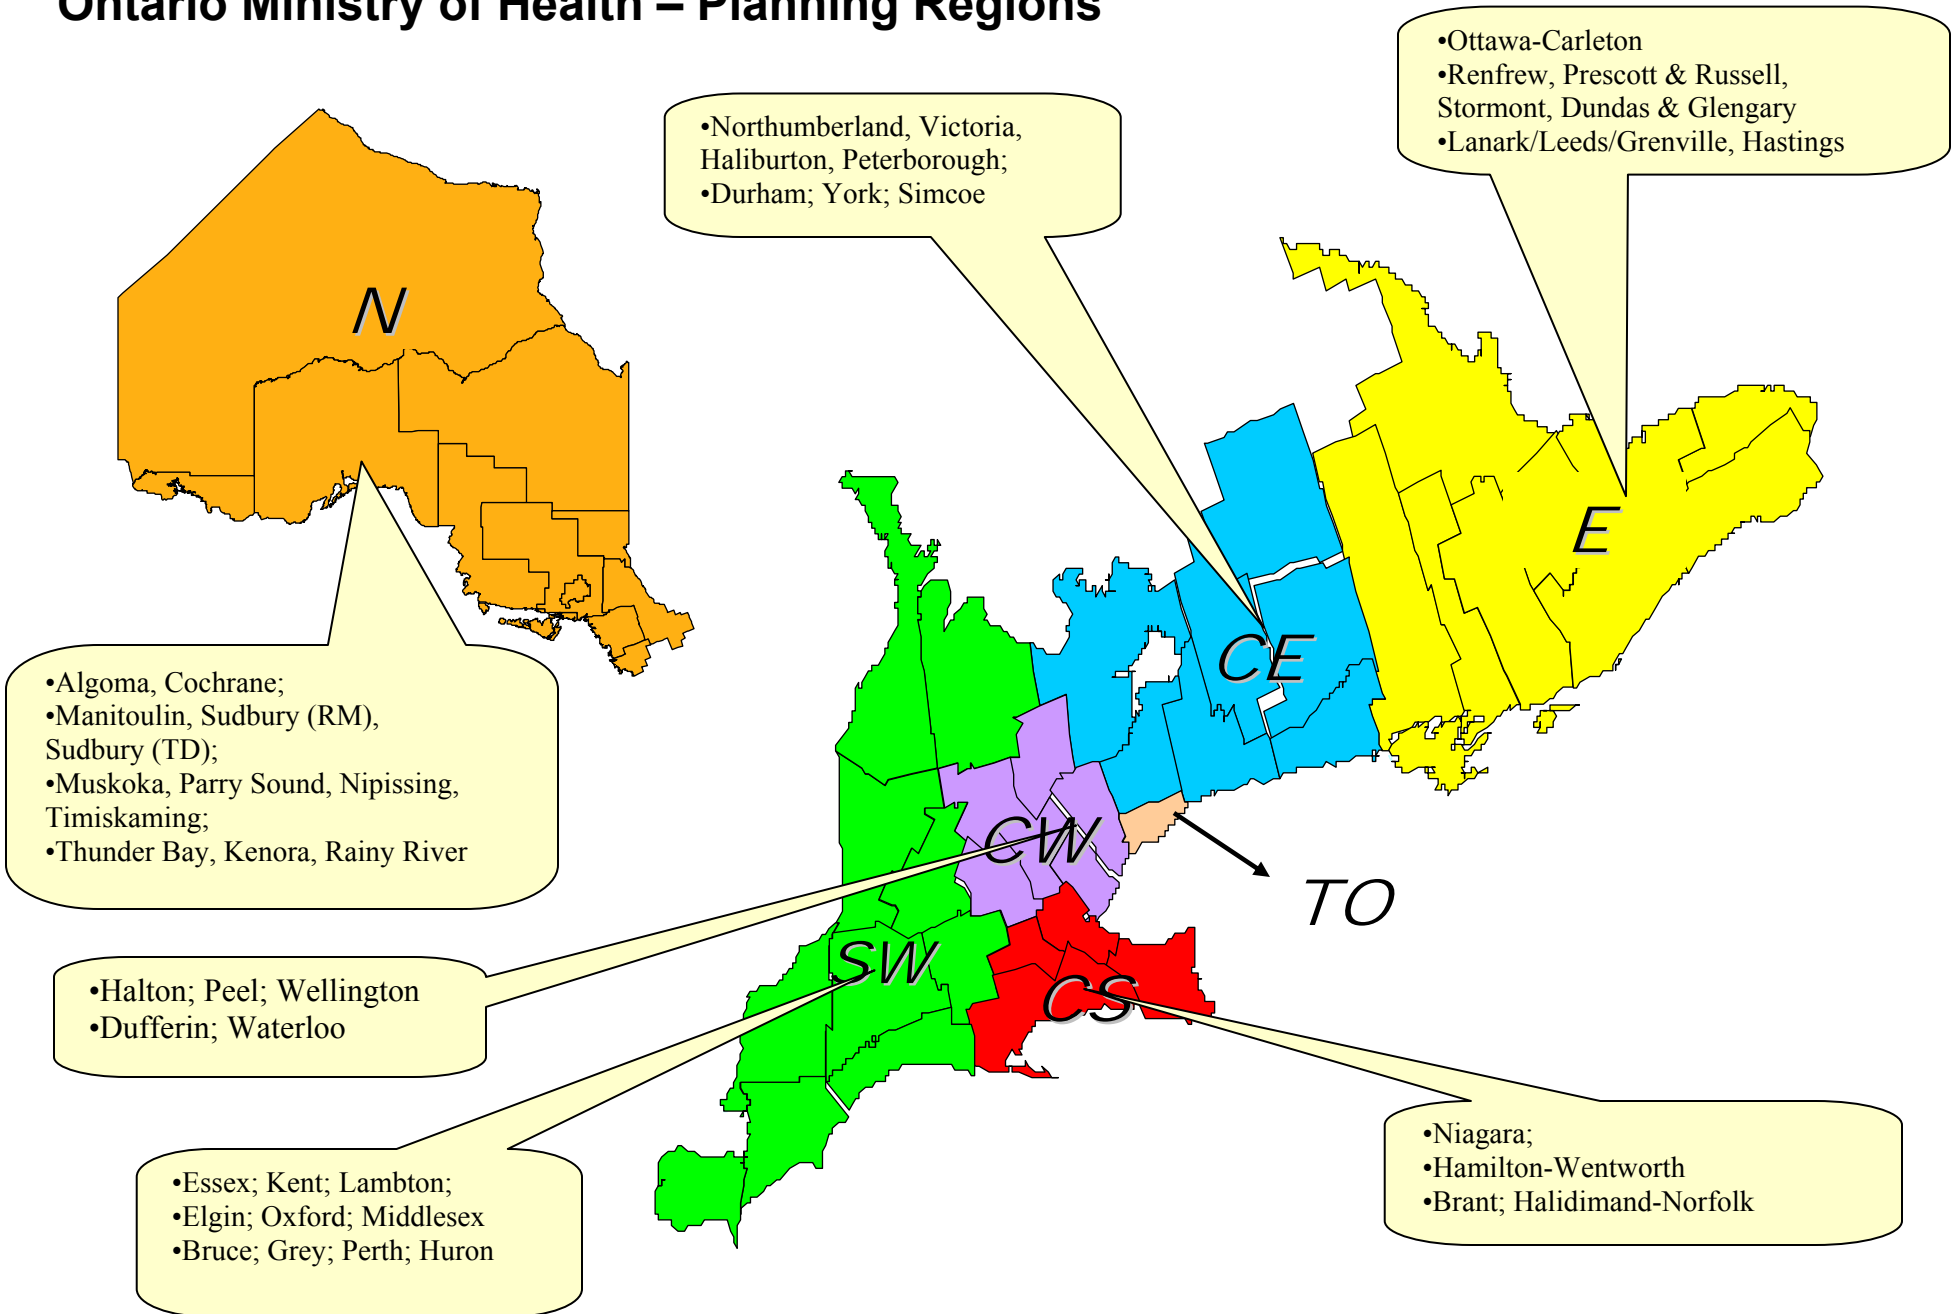 Ontario Ministry of Health – Planning Regions
•Ottawa-Carleton
•Renfrew, Prescott & Russell,
Stormont, Dundas & Glengary
•Lanark/Leeds/Grenville, Hastings
•Northumberland, Victoria,
Haliburton, Peterborough;
•Durham; York; Simcoe
N
E
CE
•Algoma, Cochrane;
•Manitoulin, Sudbury (RM),
Sudbury (TD);
•Muskoka, Parry Sound, Nipissing,
Timiskaming;
•Thunder Bay, Kenora, Rainy River
CW
TO
SW
CS
•Halton; Peel; Wellington
•Dufferin; Waterloo
•Essex; Kent; Lambton;
•Elgin; Oxford; Middlesex
•Bruce; Grey; Perth; Huron
•Niagara;
•Hamilton-Wentworth
•Brant; Halidimand-Norfolk